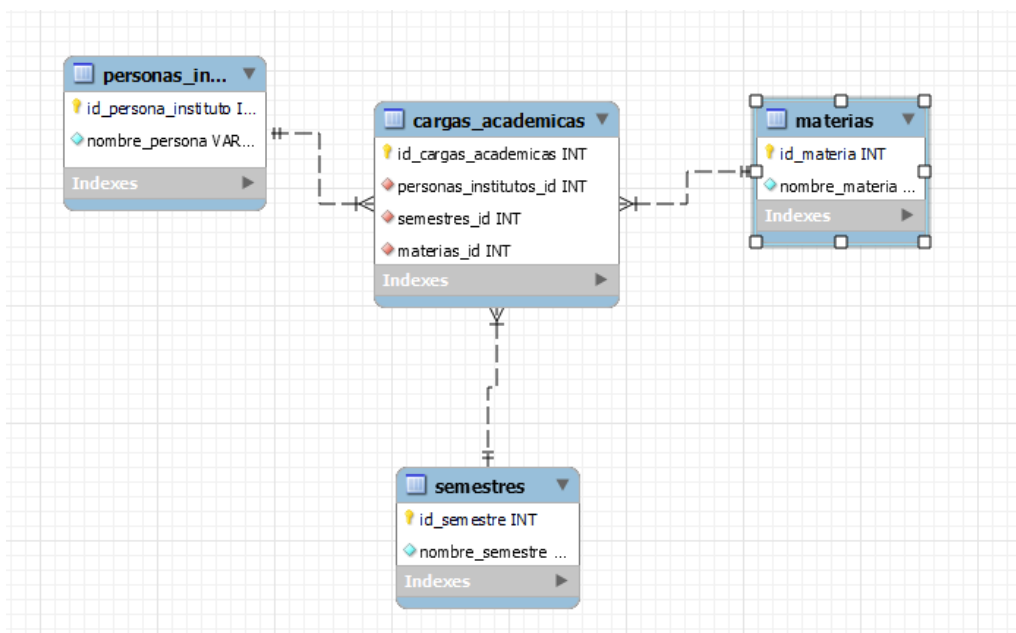 personas_in...
id_persona_instituto I...
nombre_persona VAR...
Indexes
cargas_academicas
id_cargas_academicas INT
personas_institutos_id INT
semestres_id INT
materias_id INT
Indexes
materias
id_materia INT
nombre_materia ...
Indexes
semestres
id_semestre INT
nombre_semestre ...
Indexes